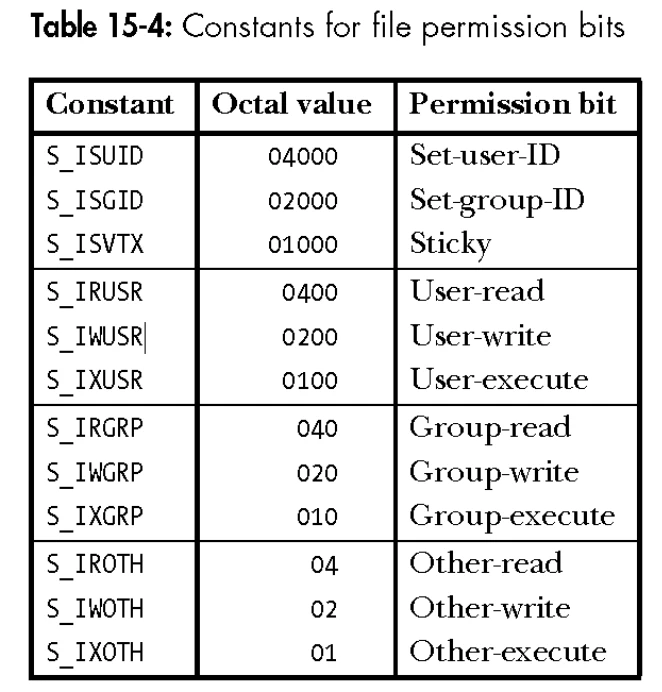 Table 15-4: Constants for file permission bits
Constant Octal value Permission bit
S_ISUID 04000 Set-user-ID
S_ISGID 02000 Set-group-ID
S_ISVTX 01000 Sticky
S_IRUSR 0400 User-read
S_IWUSR 0200 User-write
S_IXUSR 0100 User-execute
S_IRGRP 040 Group-read
S_IWGRP 020 Group-write
S_IXGRP 010 Group-execute
S_IROTH 04 Other-read
S_IWOTH 02 Other-write
S_IXOTH 01 Other-execute